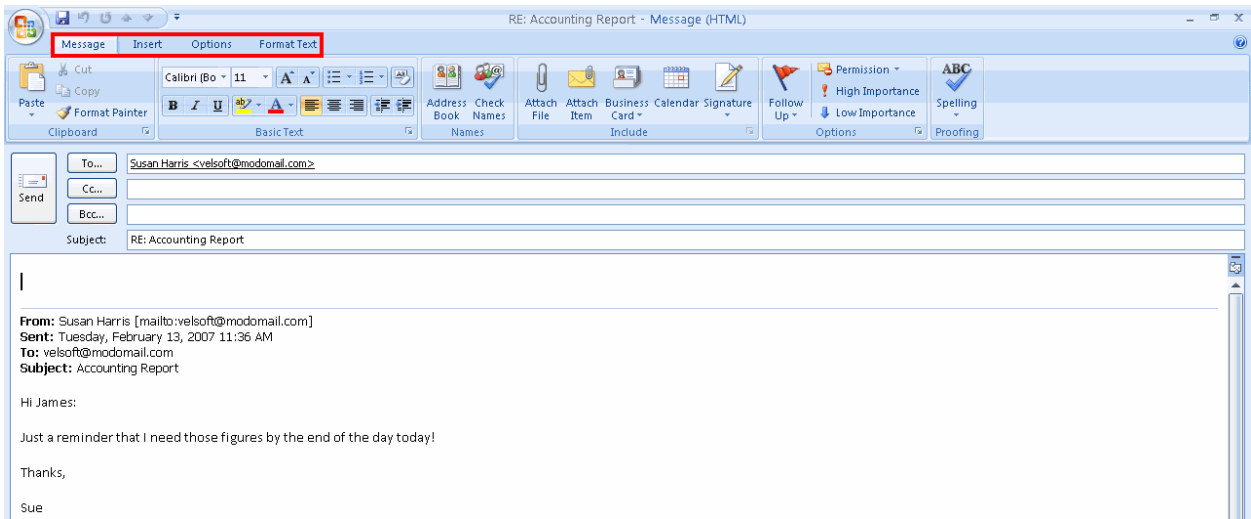 RE: Accounting Report - Message (HTML)
Message Insert Options Format Text
Paste
Cut
Copy
Format Painter
Clipboard
Calibri (Bo 11
B I U
Basic Text
Address Book
Check Names
Names
Attach File
Attach Item
Business Card
Calendar
Signature
Include
Follow Up
Permission
High Importance
Low Importance
Options
ABC
Spelling
Proofing
Send
To... Susan Harris <velsoft@modomail.com>
Cc...
Bcc...
Subject: RE: Accounting Report
From: Susan Harris [mailto:velsoft@modomail.com]
Sent: Tuesday, February 13, 2007 11:36 AM
To: velsoft@modomail.com
Subject: Accounting Report
Hi James:
Just a reminder that I need those figures by the end of the day today!
Thanks,
Sue